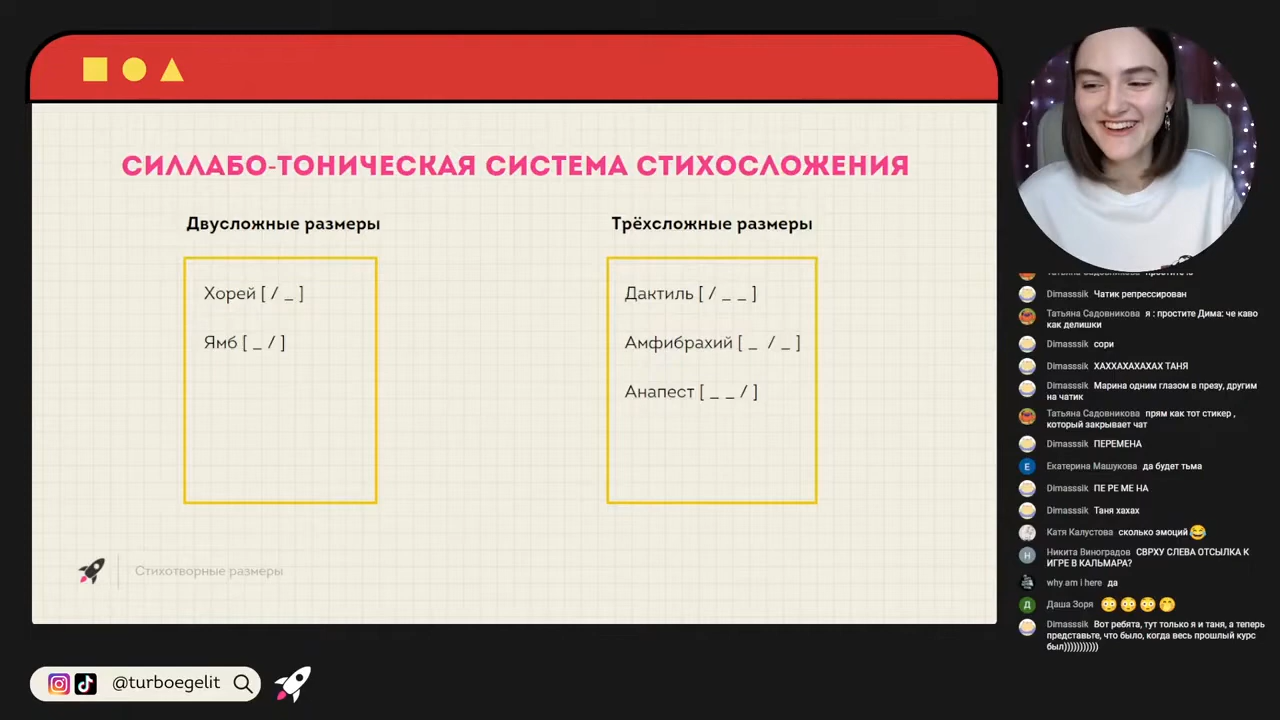 СИЛЛАБО-ТОНИЧЕСКАЯ СИСТЕМА СТИХОСЛОЖЕНИЯ
Двусложные размеры
Хорей [ / _ ]
Ямб [ _ / ]
Трёхсложные размеры
Дактиль [ / _ _ ]
Амфибрахий [ _ / _ ]
Анапест [ _ _ / ]
Стихотворные размеры
@turboegelit
Dimasssik Чатик репрессирован
Татьяна Садовникова я : простите Дима: че каво
как делишки
Dimasssik сори
Dimasssik ХАХХАХАХАХАХ ТАНЯ
Dimasssik Марина одним глазом в презу, другим
на чатик
Татьяна Садовникова прям как тот стикер ,
который закрывает чат
Dimasssik ПЕРЕМЕНА
Е Екатерина Машукова да будет тьма
Dimasssik ПЕ РЕ МЕ НА
Dimasssik Таня хахах
Катя Калустова сколько эмоций 😂
Н Никита Виноградов СВРХУ СЛЕВА ОТСЫЛКА К
ИГРЕ В КАЛЬМАРА?
why am i here да
Д Даша Зоря 😳😳😳🤭
Dimasssik Вот ребята, тут только я и таня, а теперь
представьте, что было, когда весь прошлый курс
был)))))))))))